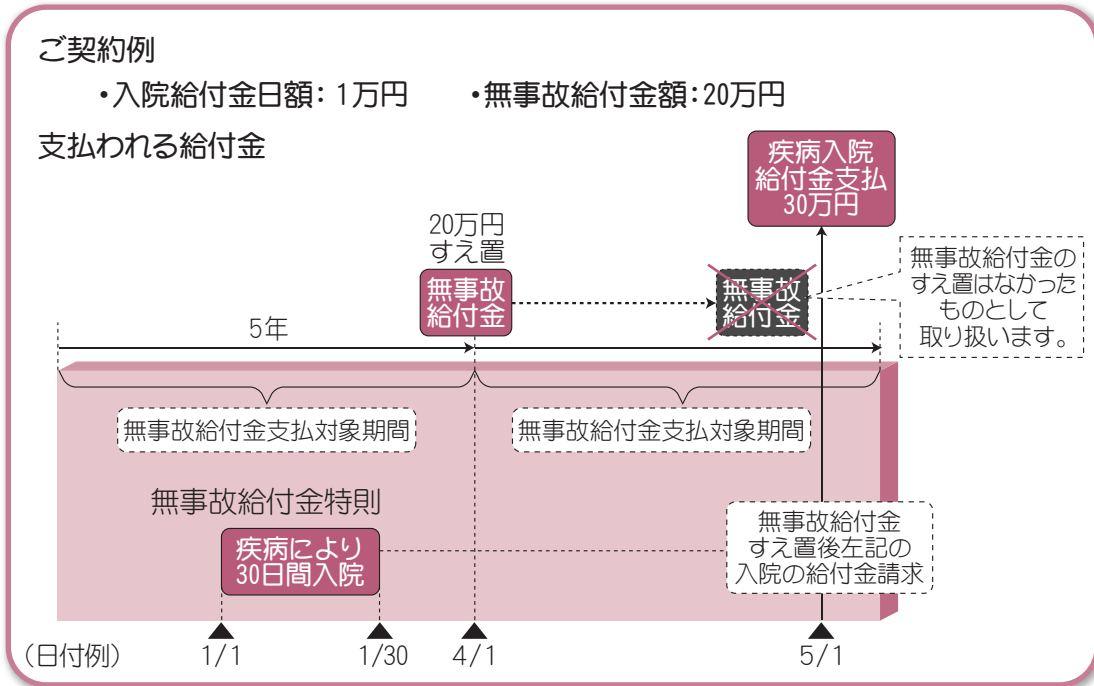 ご契約例
・入院給付金日額：1万円　・無事故給付金額：20万円
支払われる給付金
疾病入院
給付金支払
30万円
20万円
すえ置
無事故
給付金
無事故
給付金
無事故給付金の
すえ置はなかった
ものとして
取り扱います。
5年
無事故給付金支払対象期間
無事故給付金支払対象期間
無事故給付金特則
疾病により
30日間入院
無事故給付金
すえ置後左記の
入院の給付金請求
（日付例）
1/1
1/30
4/1
5/1